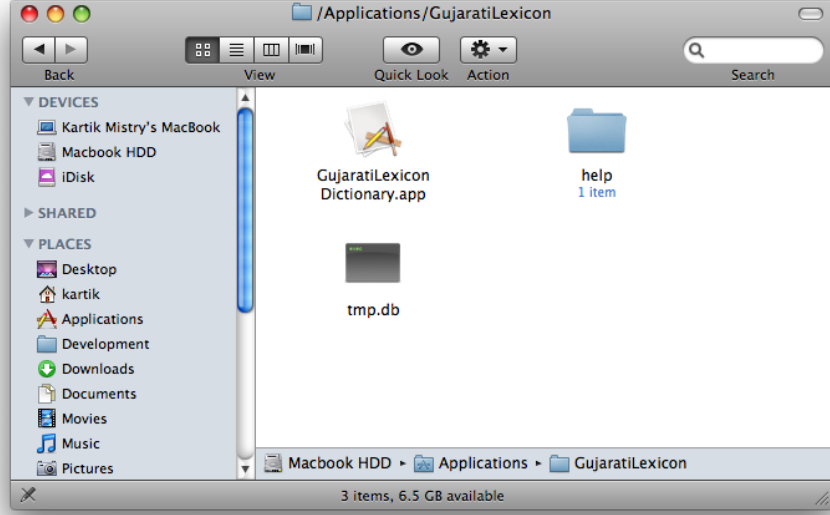 /Applications/GujaratiLexicon
Back
View
Quick Look
Action
Search
DEVICES
Kartik Mistry's MacBook
Macbook HDD
iDisk
SHARED
PLACES
Desktop
kartik
Applications
Development
Downloads
Documents
Movies
Music
Pictures
GujaratiLexicon
Dictionary.app
help
1 item
tmp.db
Macbook HDD ▸ Applications ▸ GujaratiLexicon
3 items, 6.5 GB available